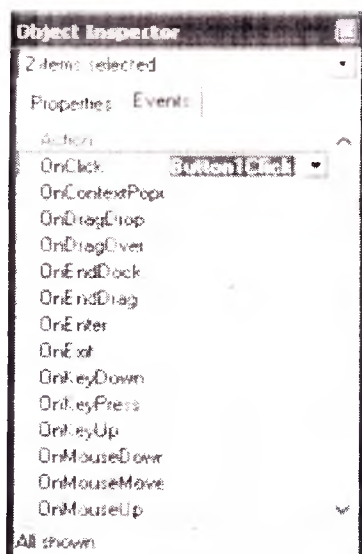 Object Inspector
2 items selected
Properties Events
Action
OnClick Button1Click
OnContextPopu
OnDragDrop
OnDragOver
OnEndDock
OnEndDrag
OnEnter
OnExit
OnKeyDown
OnKeyPress
OnKeyUp
OnMouseDown
OnMouseMove
OnMouseUp
All shown